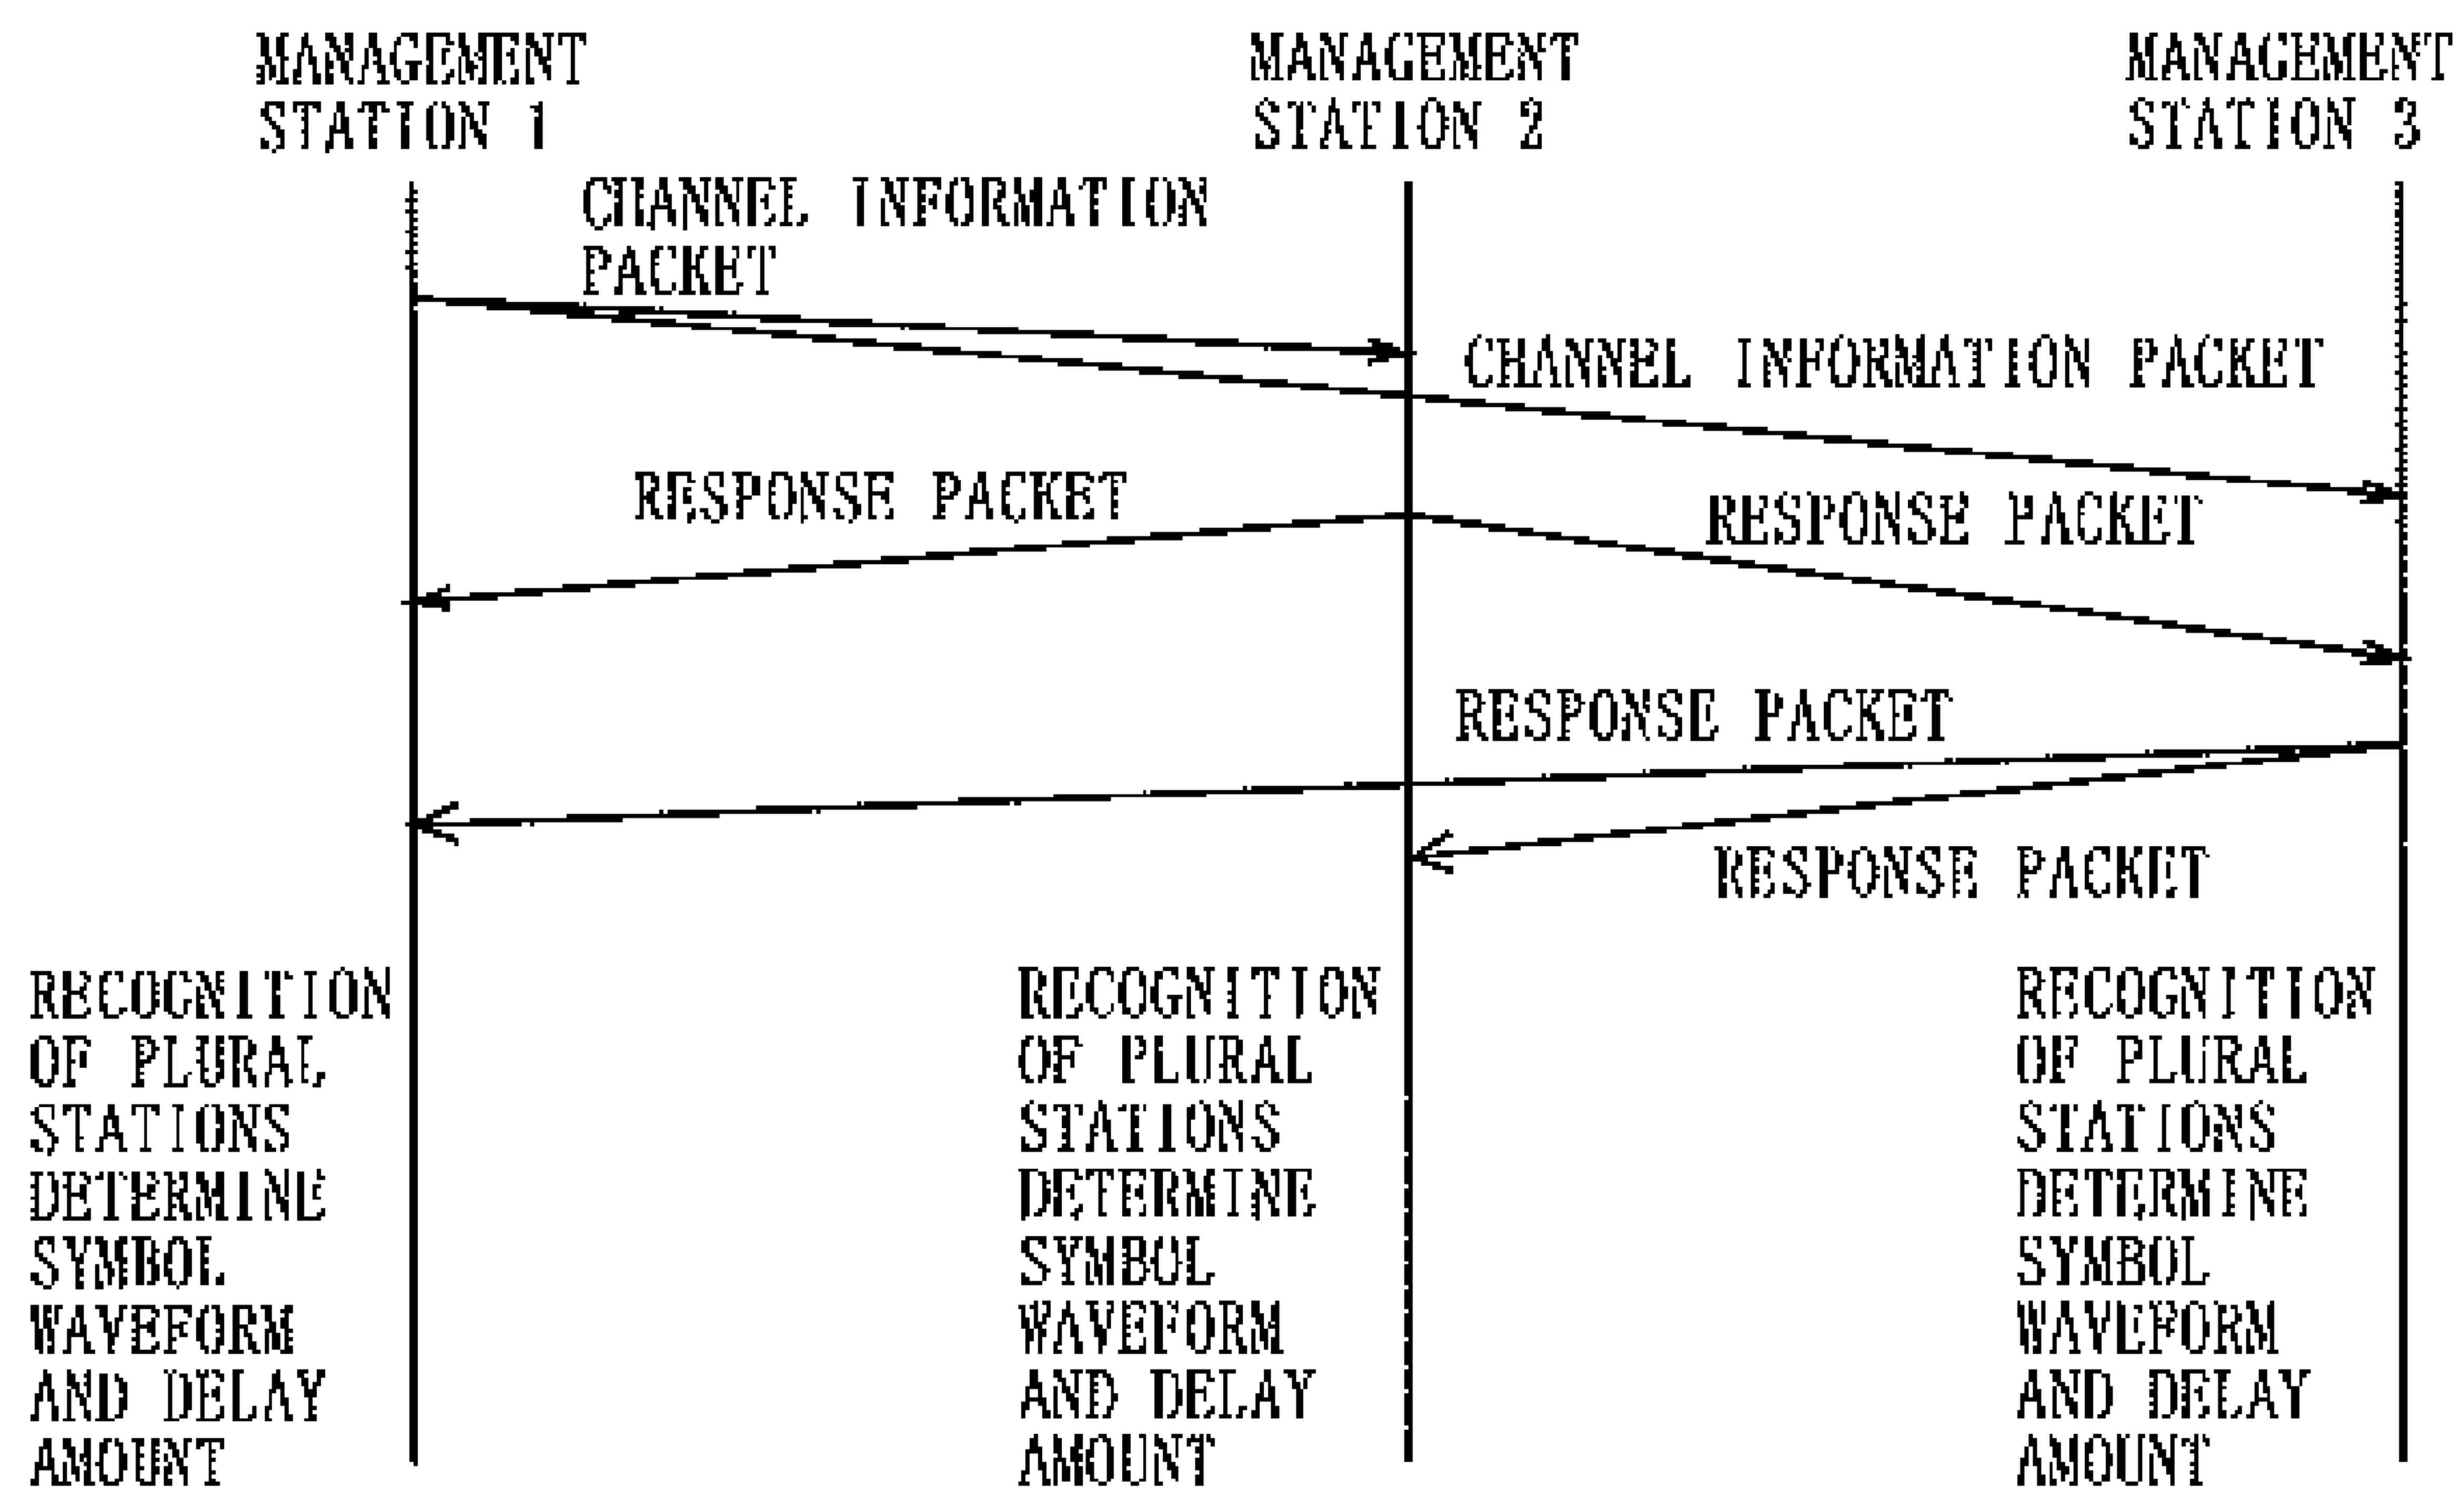 MANAGEMENT
STATION 1
MANAGEMENT
STATION 2
MANAGEMENT
STATION 3
CHANNEL INFORMATION
PACKET
CHANNEL INFORMATION PACKET
RESPONSE PACKET
RESPONSE PACKET
RESPONSE PACKET
RESPONSE PACKET
RECOGNITION
OF PLURAL
STATIONS
DETERMINE
SYMBOL
WAVEFORM
AND DELAY
AMOUNT
RECOGNITION
OF PLURAL
STATIONS
DETERMINE
SYMBOL
WAVEFORM
AND DELAY
AMOUNT
RECOGNITION
OF PLURAL
STATIONS
DETERMINE
SYMBOL
WAVEFORM
AND DELAY
AMOUNT